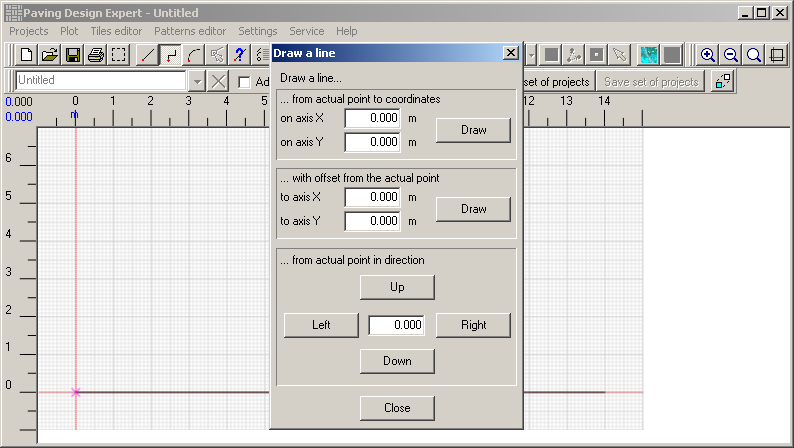 Paving Design Expert - Untitled
Projects Plot Tiles editor Patterns editor Settings Service Help
Draw a line
Untitled
Ad
set of projects
Save set of projects
0.000
0.000
0 1 2 3 4 5 12 13 14
m
6
5
4
3
2
1
0
Draw a line...
... from actual point to coordinates
on axis X 0.000 m
on axis Y 0.000 m
Draw
... with offset from the actual point
to axis X 0.000 m
to axis Y 0.000 m
Draw
... from actual point in direction
Up
Left 0.000 Right
Down
Close